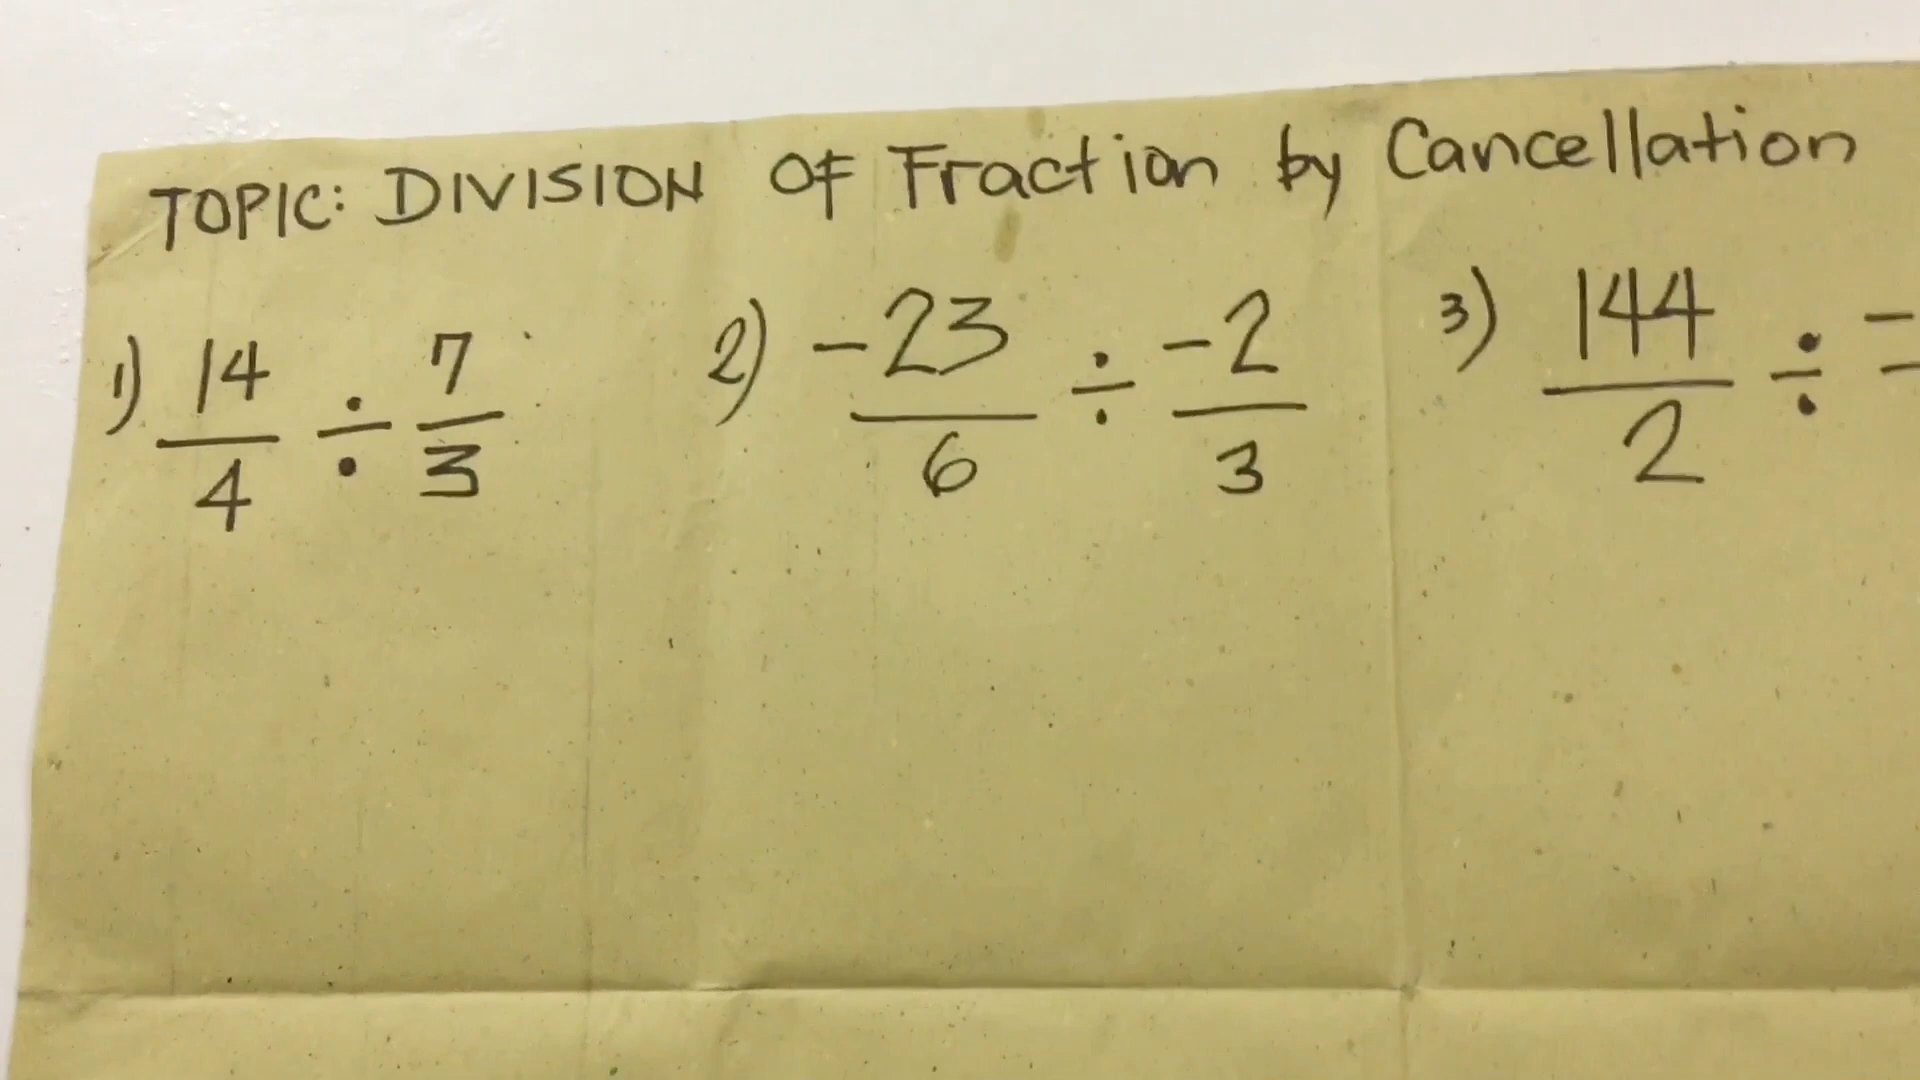 TOPIC: DIVISION OF Fraction by Cancellation
1) 14/4 ÷ 7/3
2) -23/6 ÷ -2/3
3) 144/2 ÷ -